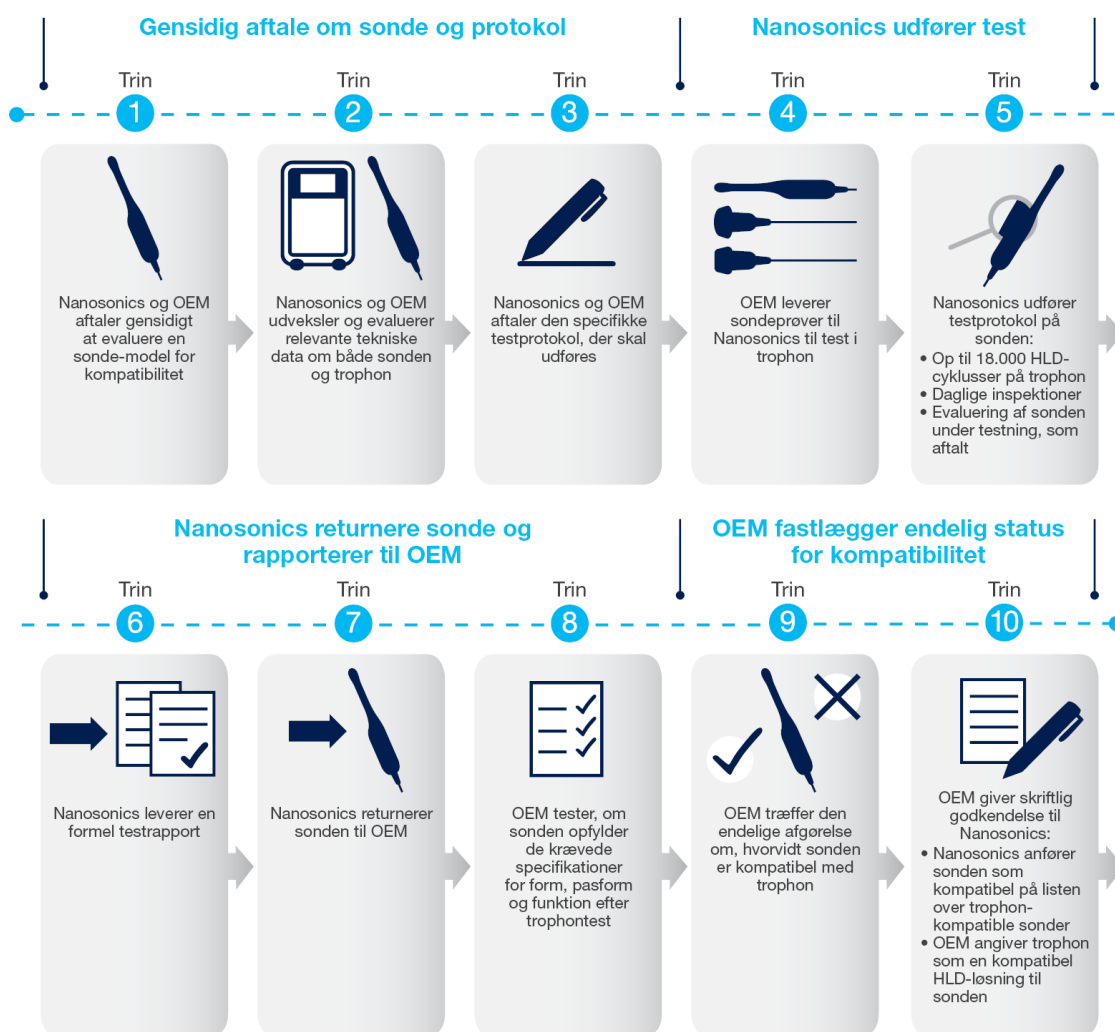 Gensidig aftale om sonde og protokol
Nanosonics udfører test
Trin
1
Trin
2
Trin
3
Trin
4
Trin
5
Nanosonics og OEM
aftaler gensidigt
at evaluere en
sonde-model for
kompatibilitet
Nanosonics og OEM
udveksler og evaluerer
relevante tekniske
data om både sonden
og trophon
Nanosonics og OEM
aftaler den specifikke
testprotokol, der skal
udføres
OEM leverer
sondeprøver til
Nanosonics til test i
trophon
Nanosonics udfører
testprotokol på
sonden:
• Op til 18.000 HLD-
cyklusser på trophon
• Daglige inspektioner
• Evaluering af sonden
under testning, som
aftalt
Nanosonics returnere sonde og
rapporterer til OEM
OEM fastlægger endelig status
for kompatibilitet
Trin
6
Trin
7
Trin
8
Trin
9
Trin
10
Nanosonics leverer en
formel testrapport
Nanosonics returnerer
sonden til OEM
OEM tester, om
sonden opfylder
de krævede
specifikationer
for form, pasform
og funktion efter
trophontest
OEM træffer den
endelige afgørelse
om, hvorvidt sonden
er kompatibel med
trophon
OEM giver skriftlig
godkendelse til
Nanosonics:
• Nanosonics anfører
sonden som
kompatibel på listen
over trophon-
kompatible sonder
• OEM angiver trophon
som en kompatibel
HLD-løsning til
sonden